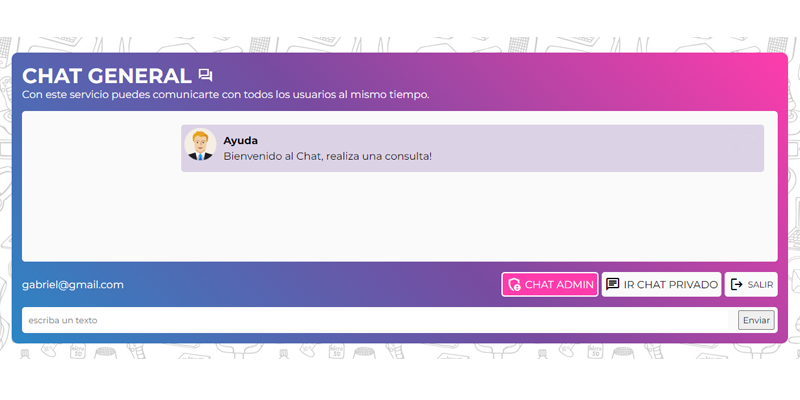 CHAT GENERAL
Con este servicio puedes comunicarte con todos los usuarios al mismo tiempo.
Ayuda
Bienvenido al Chat, realiza una consulta!
gabriel@gmail.com
CHAT ADMIN
IR CHAT PRIVADO
SALIR
escriba un texto
Enviar